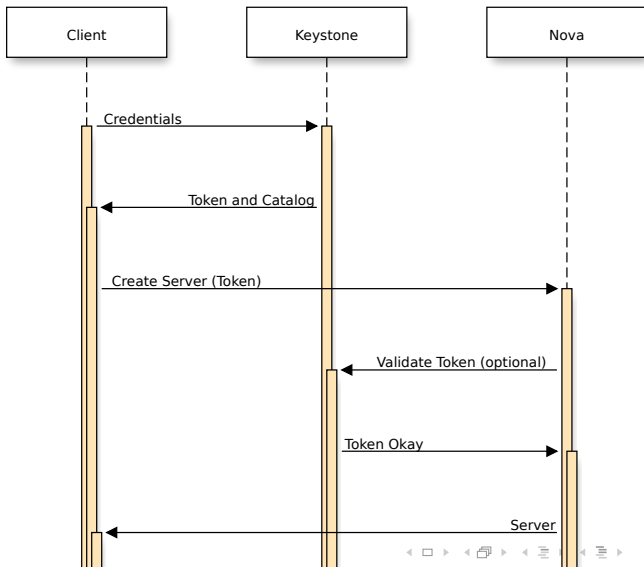 Client
Keystone
Nova
Credentials
Token and Catalog
Create Server (Token)
Validate Token (optional)
Token Okay
Server